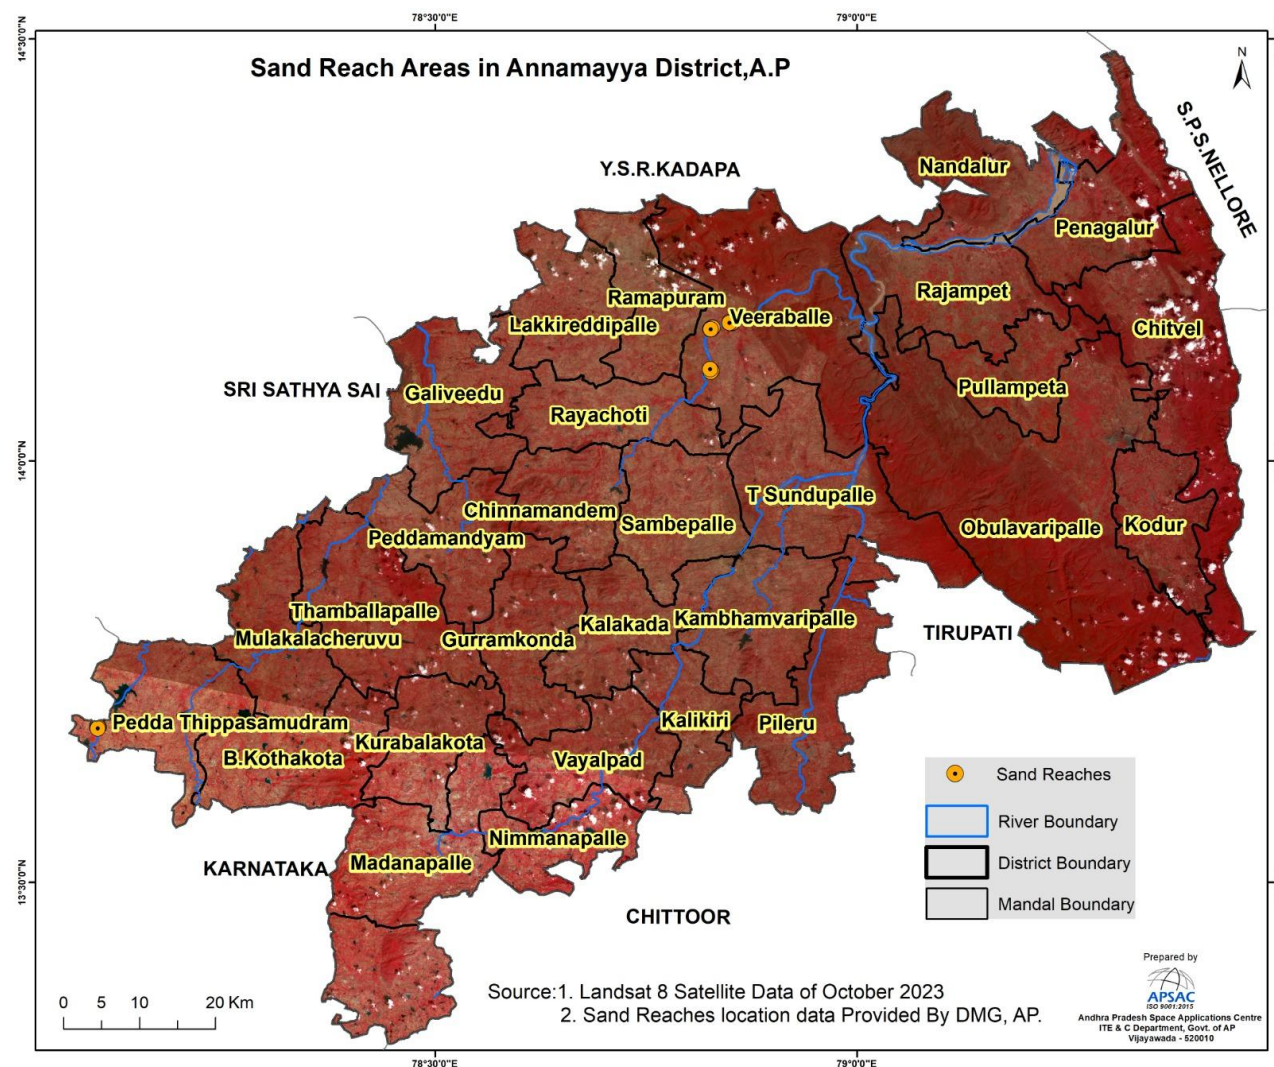 78°30'0"E
79°0'0"E
14°30'0"N
Sand Reach Areas in Annamayya District,A.P
N
S.P.S.NELLORE
Y.S.R.KADAPA
Nandalur
Penagalur
Rajampet
Ramapuram
Veeraballe
Lakkireddipalle
Chitvel
SRI SATHYA SAI
Galiveedu
Pullampeta
Rayachoti
14°0'0"N
T Sundupalle
Chinnamandem
Sambepalle
Obulavaripalle
Kodur
Peddamandyam
Thamballapalle
Kalakada
Kambhamvaripalle
Mulakalacheruvu
Gurramkonda
TIRUPATI
Pedda Thippasamudram
Kalikiri
Pileru
Kurabalakota
B.Kothakota
Vayalpad
Sand Reaches
River Boundary
Nimmanapalle
District Boundary
KARNATAKA
Madanapalle
13°30'0"N
Mandal Boundary
CHITTOOR
Prepared by
APSAC
ISO 9001:2015
Andhra Pradesh Space Applications Centre
ITE & C Department, Govt. of AP
Vijayawada - 520010
0 5 10 20 Km
Source:1. Landsat 8 Satellite Data of October 2023
2. Sand Reaches location data Provided By DMG, AP.
78°30'0"E
79°0'0"E